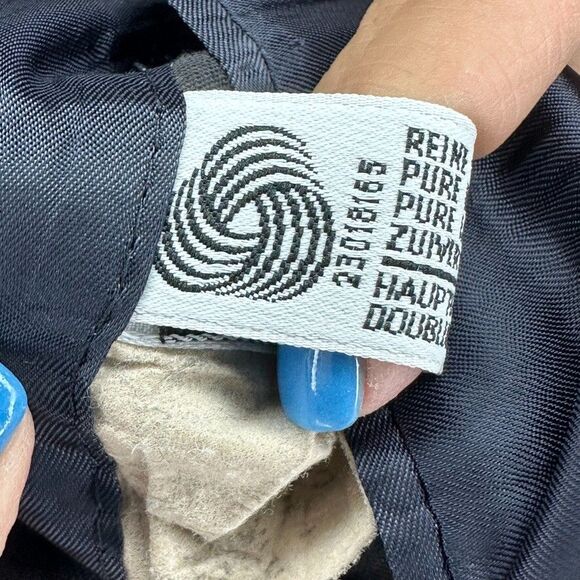 23018165
REINE
PURE
PURE
ZUIVER
HAUPT
DOUBL